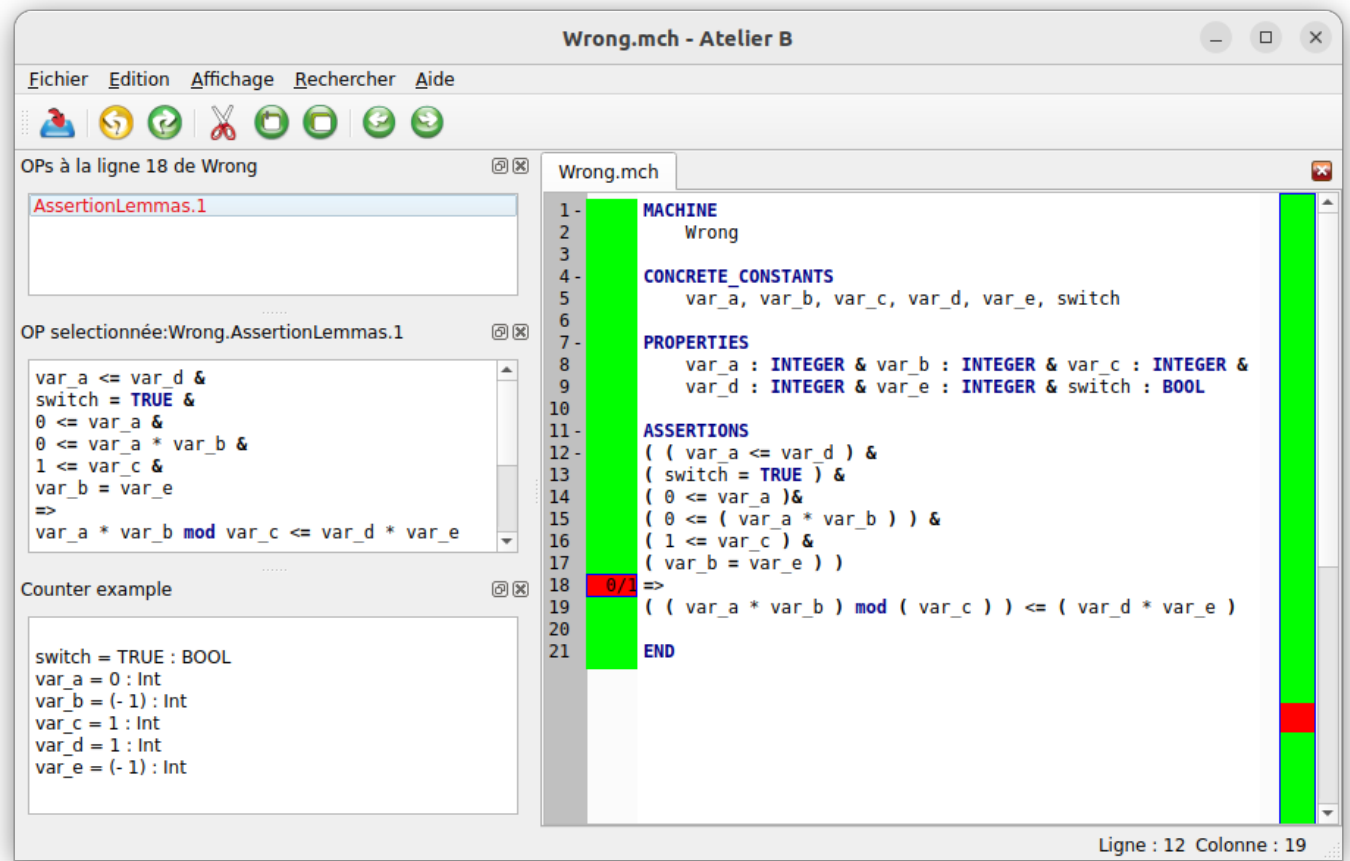 Wrong.mch - Atelier B
Fichier Edition Affichage Rechercher Aide
OPs à la ligne 18 de Wrong
AssertionLemmas.1
OP selectionnée:Wrong.AssertionLemmas.1
var_a <= var_d &
switch = TRUE &
0 <= var_a &
0 <= var_a * var_b &
1 <= var_c &
var_b = var_e
=>
var_a * var_b mod var_c <= var_d * var_e
Counter example
switch = TRUE : BOOL
var_a = 0 : Int
var_b = (- 1) : Int
var_c = 1 : Int
var_d = 1 : Int
var_e = (- 1) : Int
Wrong.mch
1 - MACHINE
2 Wrong
3
4 - CONCRETE_CONSTANTS
5 var_a, var_b, var_c, var_d, var_e, switch
6
7 - PROPERTIES
8 var_a : INTEGER & var_b : INTEGER & var_c : INTEGER &
9 var_d : INTEGER & var_e : INTEGER & switch : BOOL
10
11 - ASSERTIONS
12 - ( ( var_a <= var_d ) &
13 ( switch = TRUE ) &
14 ( 0 <= var_a )&
15 ( 0 <= ( var_a * var_b ) ) &
16 ( 1 <= var_c ) &
17 ( var_b = var_e ) )
18 0/1 =>
19 ( ( var_a * var_b ) mod ( var_c ) ) <= ( var_d * var_e )
20
21 END
Ligne : 12 Colonne : 19